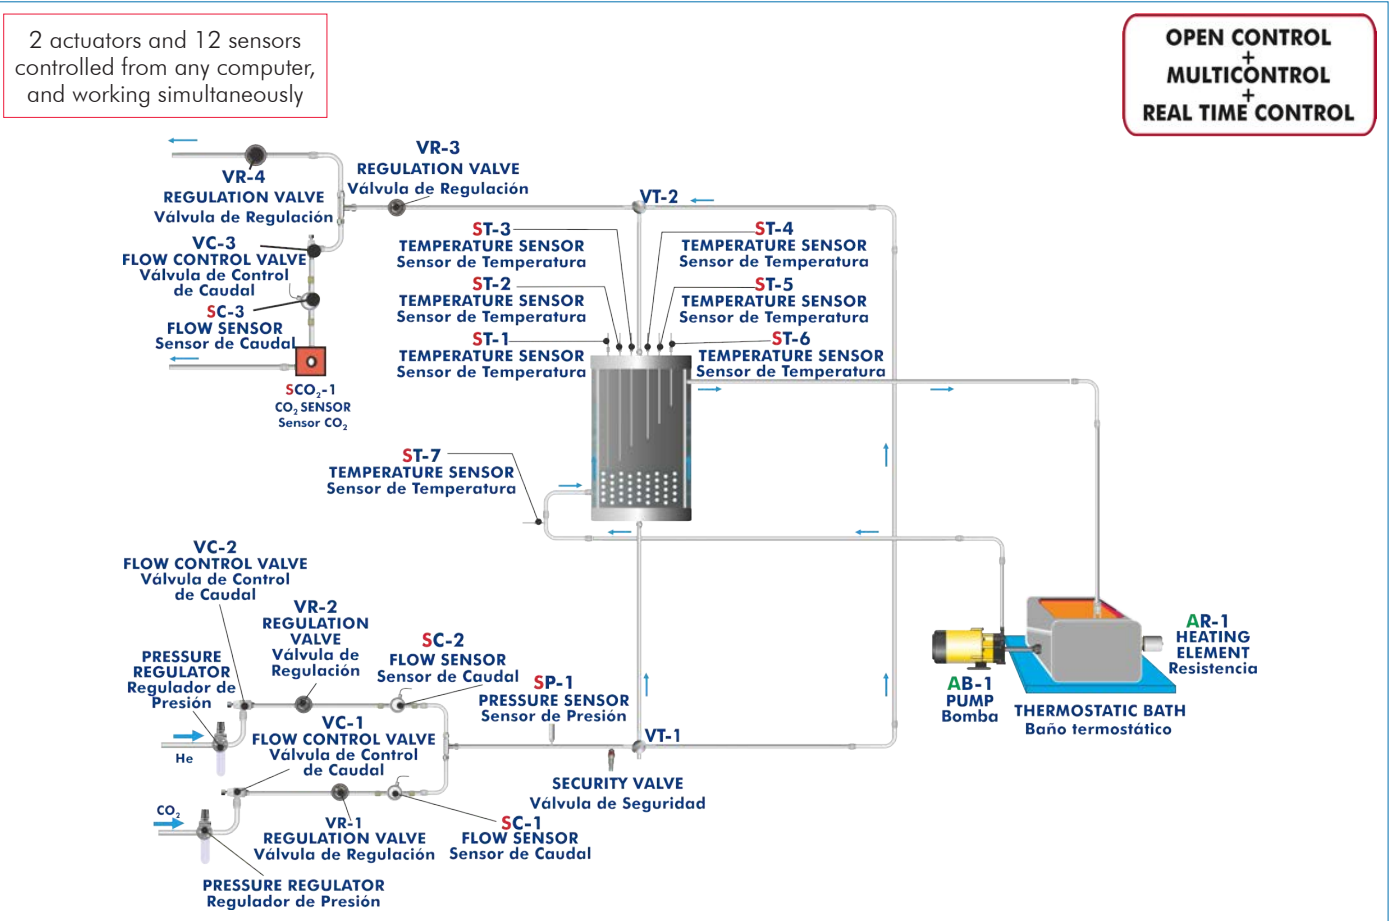 2 actuators and 12 sensors
controlled from any computer,
and working simultaneously
OPEN CONTROL
+
MULTICONTROL
+
REAL TIME CONTROL
VR-4
REGULATION VALVE
Válvula de Regulación
VR-3
REGULATION VALVE
Válvula de Regulación
VT-2
VC-3
FLOW CONTROL VALVE
Válvula de Control
de Caudal
SC-3
FLOW SENSOR
Sensor de Caudal
SCO₂-1
CO₂ SENSOR
Sensor CO₂
ST-3
TEMPERATURE SENSOR
Sensor de Temperatura
ST-2
TEMPERATURE SENSOR
Sensor de Temperatura
ST-1
TEMPERATURE SENSOR
Sensor de Temperatura
ST-4
TEMPERATURE SENSOR
Sensor de Temperatura
ST-5
TEMPERATURE SENSOR
Sensor de Temperatura
ST-6
TEMPERATURE SENSOR
Sensor de Temperatura
ST-7
TEMPERATURE SENSOR
Sensor de Temperatura
VC-2
FLOW CONTROL VALVE
Válvula de Control
de Caudal
VR-2
REGULATION
VALVE
Válvula de
Regulación
SC-2
FLOW SENSOR
Sensor de Caudal
PRESSURE
REGULATOR
Regulador de
Presión
He
SP-1
PRESSURE SENSOR
Sensor de Presión
VC-1
FLOW CONTROL VALVE
Válvula de Control
de Caudal
VT-1
SECURITY VALVE
Válvula de Seguridad
CO₂
VR-1
REGULATION VALVE
Válvula de Regulación
SC-1
FLOW SENSOR
Sensor de Caudal
PRESSURE REGULATOR
Regulador de Presión
AR-1
HEATING
ELEMENT
Resistencia
AB-1
PUMP
Bomba
THERMOSTATIC BATH
Baño termostático